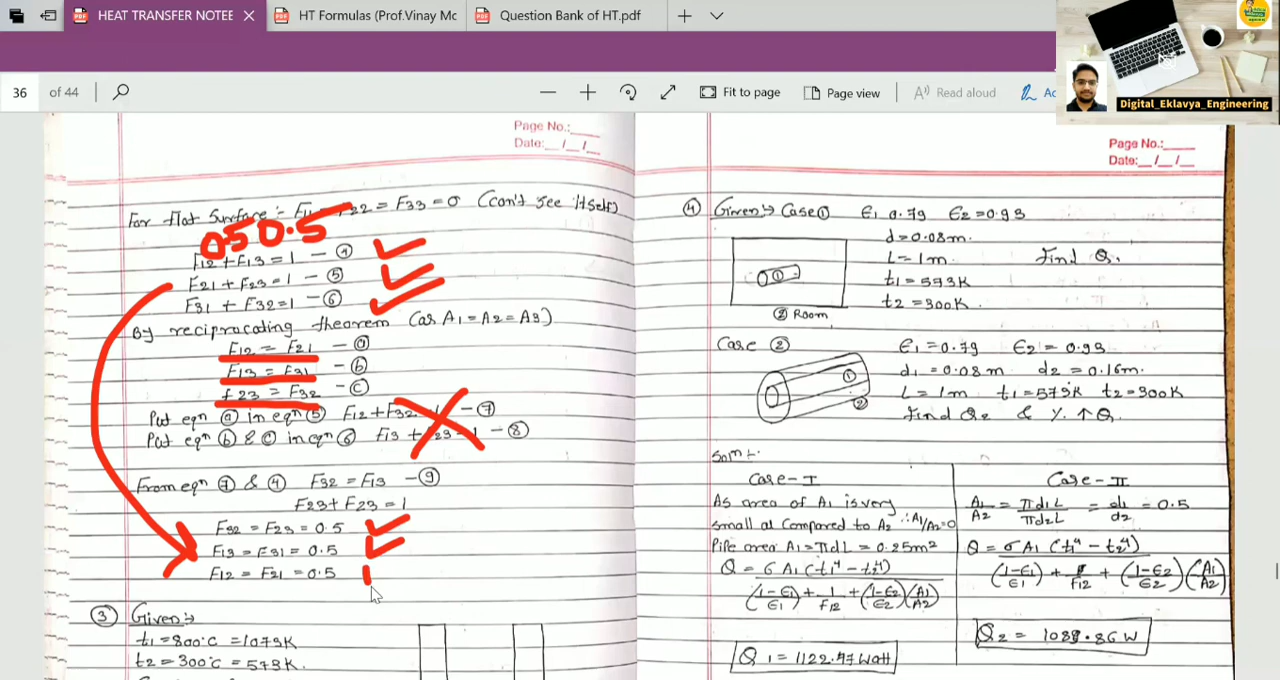 HEAT TRANSFER NOTE
HT Formulas (Prof.Vinay Mc
Question Bank of HT.pdf
36 of 44
Fit to page
Page view
Read aloud
Digital_Eklavya_Engineering
Page No.:
Date: _/_/_
For flat Surface :- F22 = F33 = 0 (can't see itself)
0.5 0.5
F12 + F13 = 1 — ④
F21 + F23 = 1 — ⑤
F31 + F32 = 1 — ⑥
By reciprocating theorem (as A1 = A2 = A3)
F12 = F21 — ⓐ
F13 = F31 — ⓑ
F23 = F32 — ⓒ
Put eqn ⓐ in eqn ⑤ F12 + F32 — ⑦
Put eqn ⓑ & ⓒ in eqn ⑥ F13 + F23 = 1 — ⑧
From eqn ⑦ & ④ F32 = F13 — ⑨
F23 + F23 = 1
F32 = F23 = 0.5
F13 = F31 = 0.5
F12 = F21 = 0.5
③ Given :-
t1 = 800°C = 1073K
t2 = 300°C = 573K.
Page No.:
Date: _/_/_
④ Given :- Case ① ϵ1 0.79 ϵ2 = 0.93
d = 0.08m.
L = 1m Find Q.
t1 = 573K
t2 = 300K.
①
② Room
Case ② ϵ1 = 0.79 ϵ2 = 0.93
d1 = 0.08m d2 = 0.16m.
L = 1m t1 = 573K t2 = 300K
Find Q2 & % ↑ Q.
①
②
Soln :-
Case - I
As area of A1 is very
small as compared to A2 ∴ A1/A2 = 0
Pipe area A1 = πdL = 0.25m²
Q = σ A1 (t1⁴ - t2⁴)
(1-ϵ1/ϵ1) + 1/F12 + (1-ϵ2/ϵ2)(A1/A2)
Q1 = 1122.47 Watt
Case - II
A1/A2 = πd1L/πd2L = d1/d2 = 0.5
Q = σ A1 (t1⁴ - t2⁴)
(1-ϵ1/ϵ1) + 1/F12 + (1-ϵ2/ϵ2)(A1/A2)